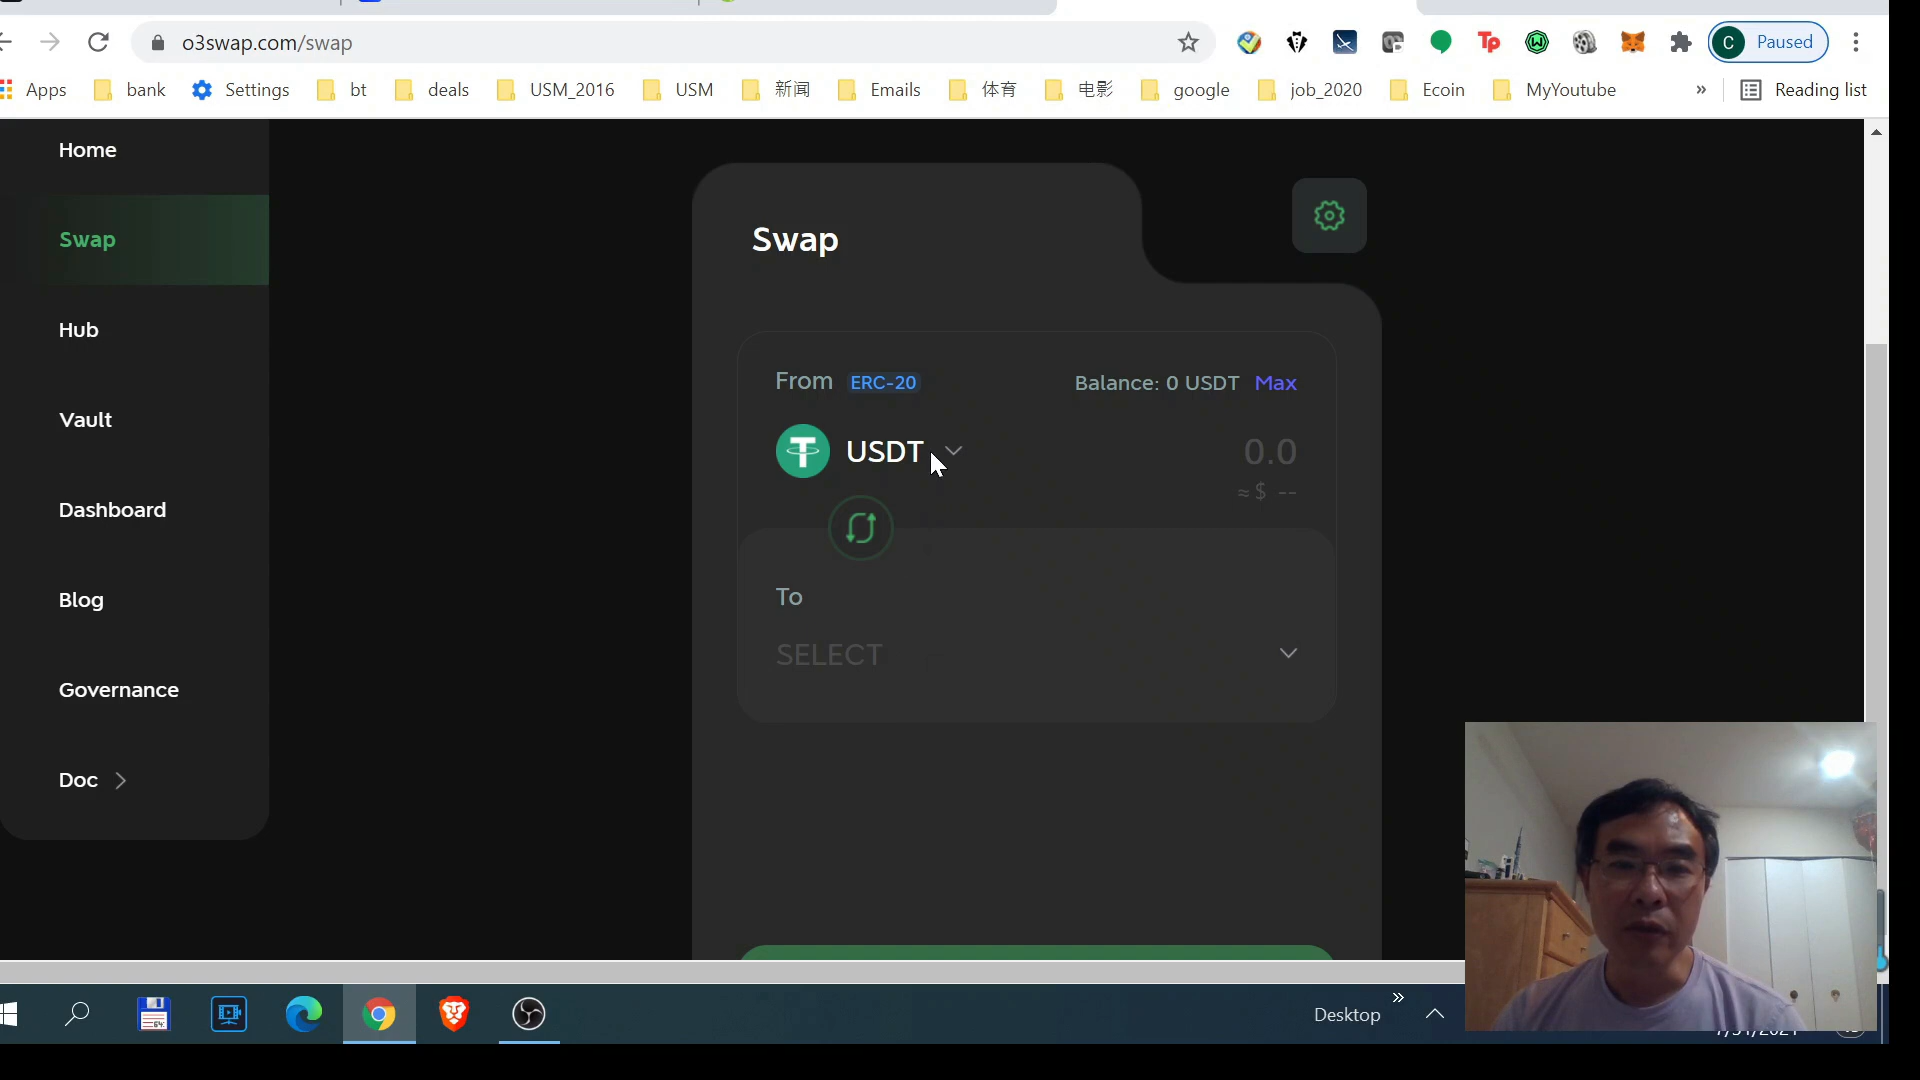 o3swap.com/swap
Paused
Apps bank Settings bt deals USM_2016 USM 新闻 Emails 体育 电影 google job_2020 Ecoin MyYoutube » Reading list
Home
Swap
Hub
Vault
Dashboard
Blog
Governance
Doc
Swap
From ERC-20 Balance: 0 USDT Max
USDT 0.0
≈$ --
To
SELECT
Desktop